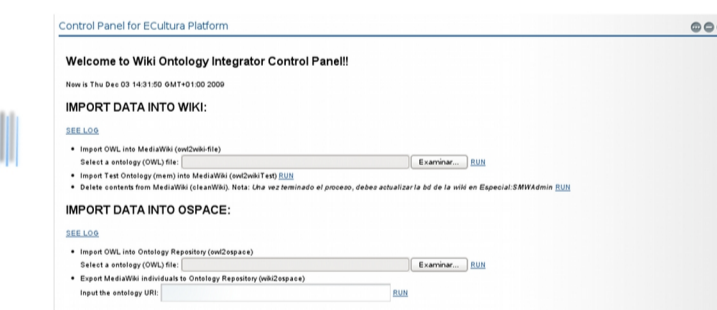 Control Panel for ECultura Platform
Welcome to Wiki Ontology Integrator Control Panel!!
Now is Thu Dec 03 14:31:50 GMT+01:00 2009
IMPORT DATA INTO WIKI:
SEE LOG
• Import OWL into MediaWiki (owl2wiki-file)
Select a ontology (OWL) file: Examinar... RUN
• Import Test Ontology (mem) into MediaWiki (owl2wikiTest) RUN
• Delete contents from MediaWiki (cleanWiki). Nota: Una vez teminado el proceso, debes actualizar la bd de la wiki en Especial:SMWAdmin RUN
IMPORT DATA INTO OSPACE:
SEE LOG
• Import OWL into Ontology Repository (owl2ospace)
Select a ontology (OWL) file: Examinar... RUN
• Export MediaWiki individuals to Ontology Repository (wiki2ospace)
Input the ontology URI: RUN